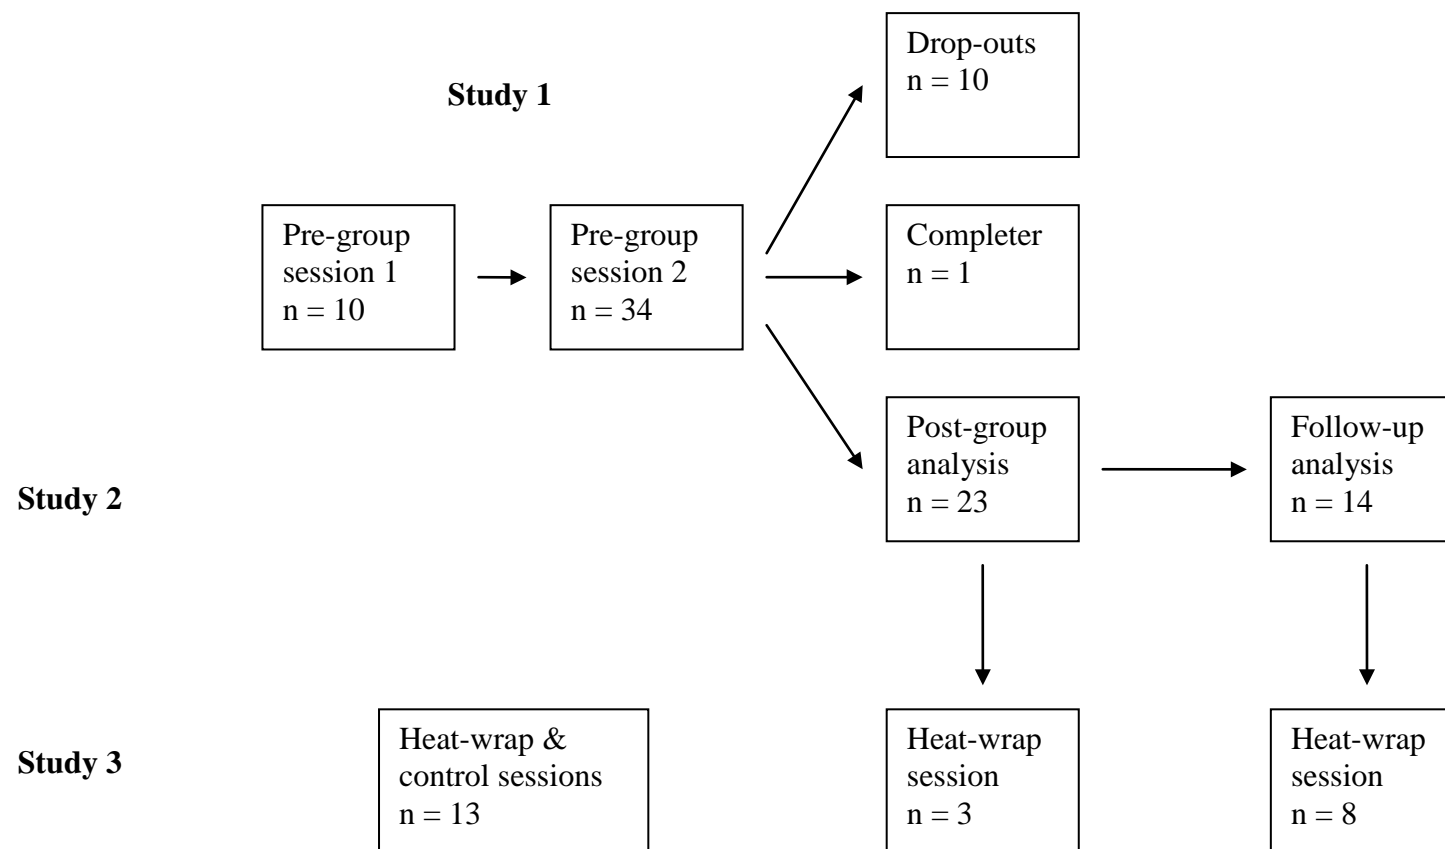 Drop-outs
n = 10
Study 1
Pre-group
session 1
n = 10
Pre-group
session 2
n = 34
Completer
n = 1
Post-group
analysis
n = 23
Follow-up
analysis
n = 14
Study 2
Study 3
Heat-wrap &
control sessions
n = 13
Heat-wrap
session
n = 3
Heat-wrap
session
n = 8